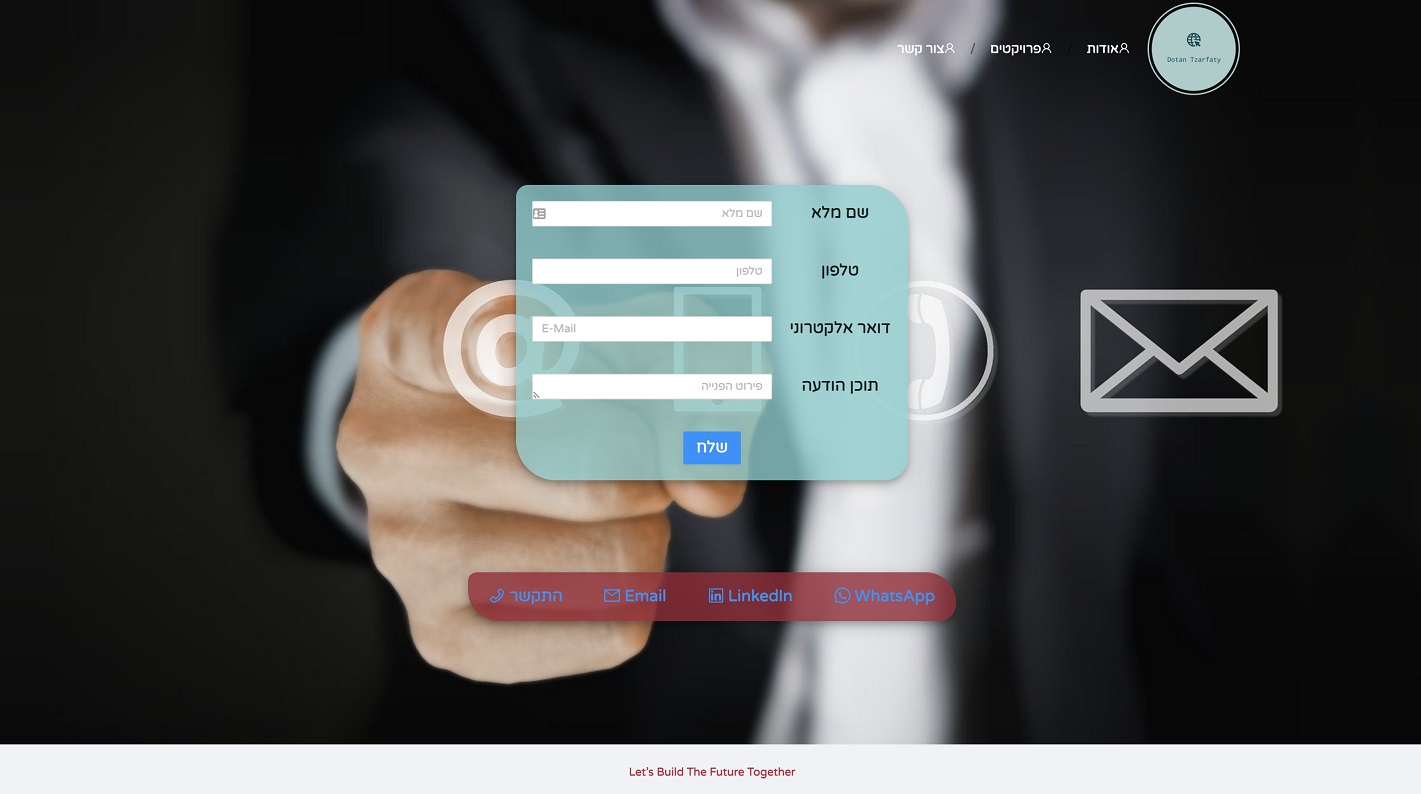 Dotan Tzarfaty
אודות / פרויקטים / צור קשר
שם מלא
שם מלא
טלפון
טלפון
דואר אלקטרוני
E-Mail
תוכן הודעה
פירוט הפנייה
שלח
התקשר Email LinkedIn WhatsApp
Let's Build The Future Together